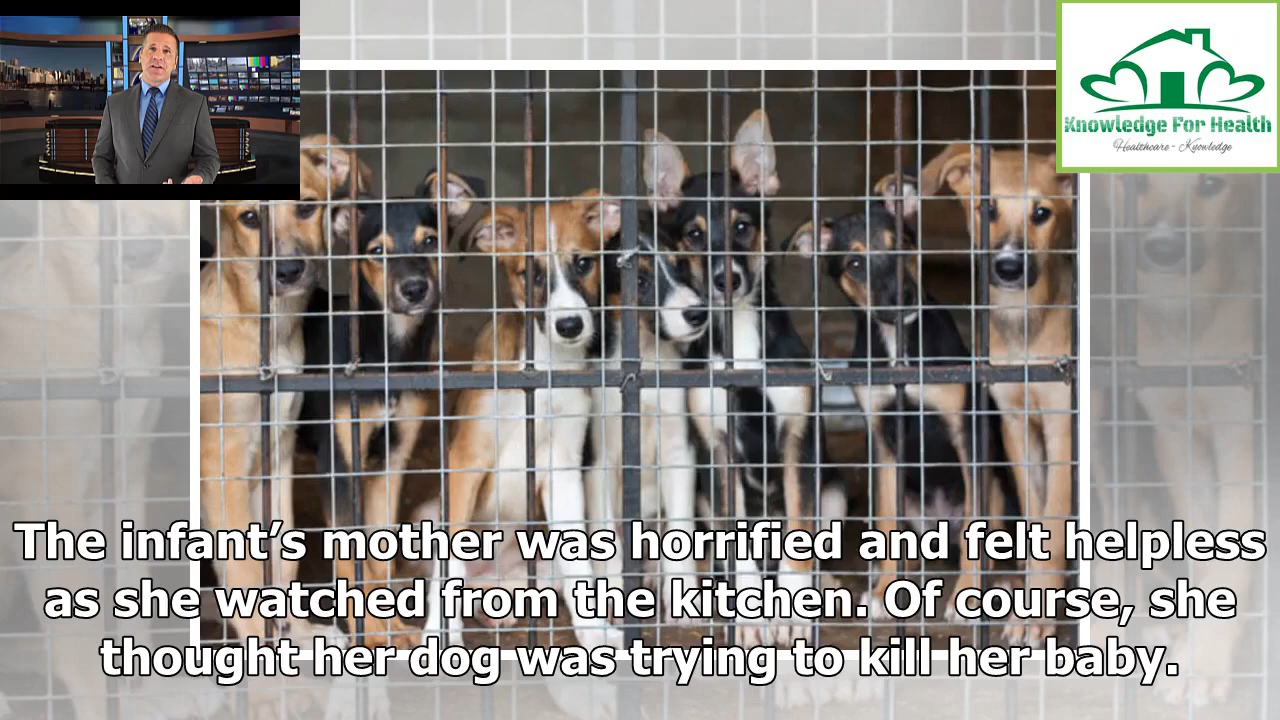 Knowledge For Health
Healthcare - Knowledge
The infant’s mother was horrified and felt helpless
as she watched from the kitchen. Of course, she
thought her dog was trying to kill her baby.